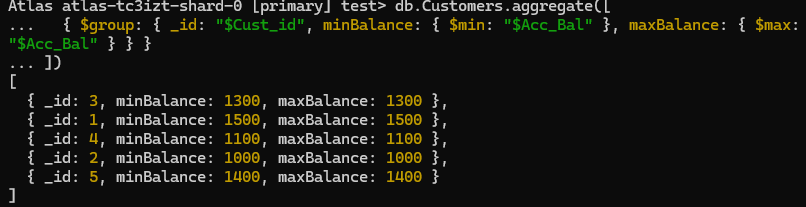 Atlas atlas-tc3izt-shard-0 [primary] test> db.Customers.aggregate([
...   { $group: { _id: "$Cust_id", minBalance: { $min: "$Acc_Bal" }, maxBalance: { $max:
"$Acc_Bal" } } }
... ])
[
  { _id: 3, minBalance: 1300, maxBalance: 1300 },
  { _id: 1, minBalance: 1500, maxBalance: 1500 },
  { _id: 4, minBalance: 1100, maxBalance: 1100 },
  { _id: 2, minBalance: 1000, maxBalance: 1000 },
  { _id: 5, minBalance: 1400, maxBalance: 1400 }
]